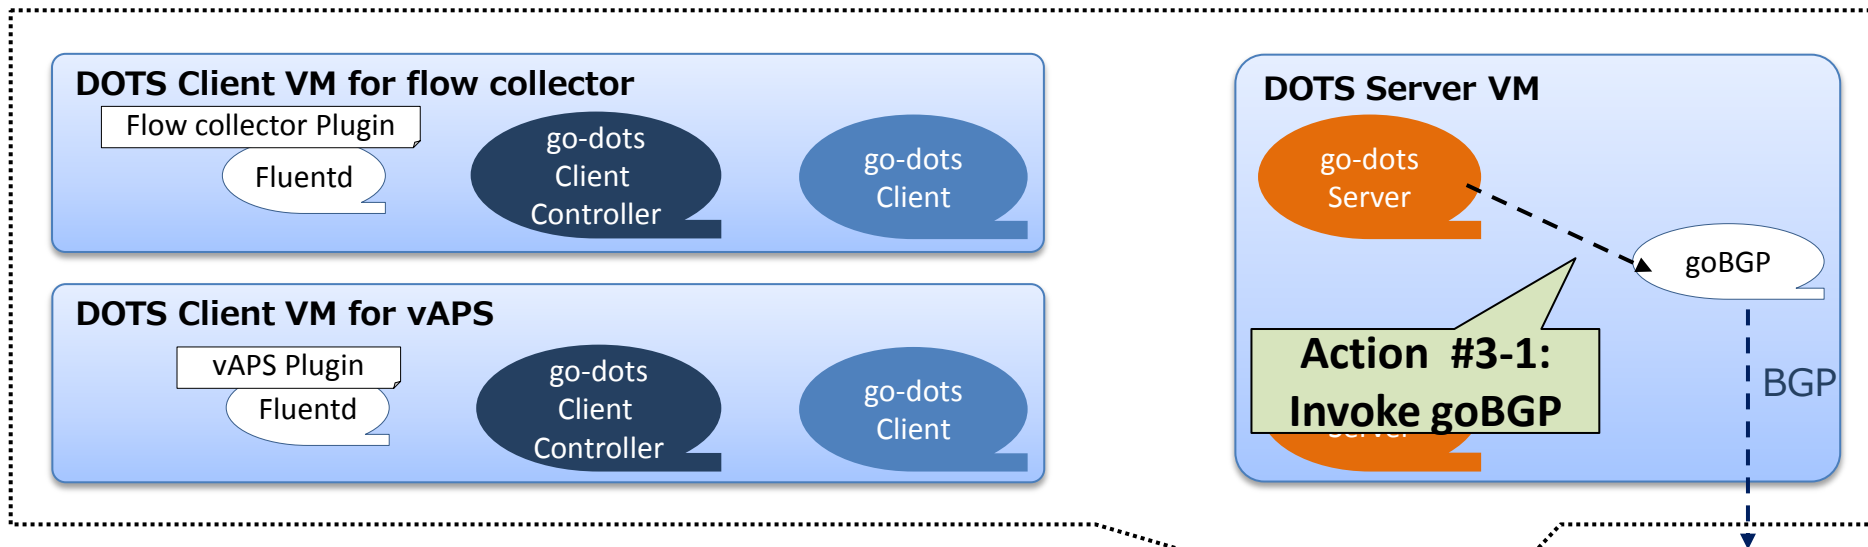 DOTS Client VM for flow collector
Flow collector Plugin
Fluentd
go-dots
Client
Controller
go-dots
Client
DOTS Client VM for vAPS
vAPS Plugin
Fluentd
go-dots
Client
Controller
go-dots
Client
DOTS Server VM
go-dots
Server
goBGP
Action #3-1:
Invoke goBGP
Server
BGP